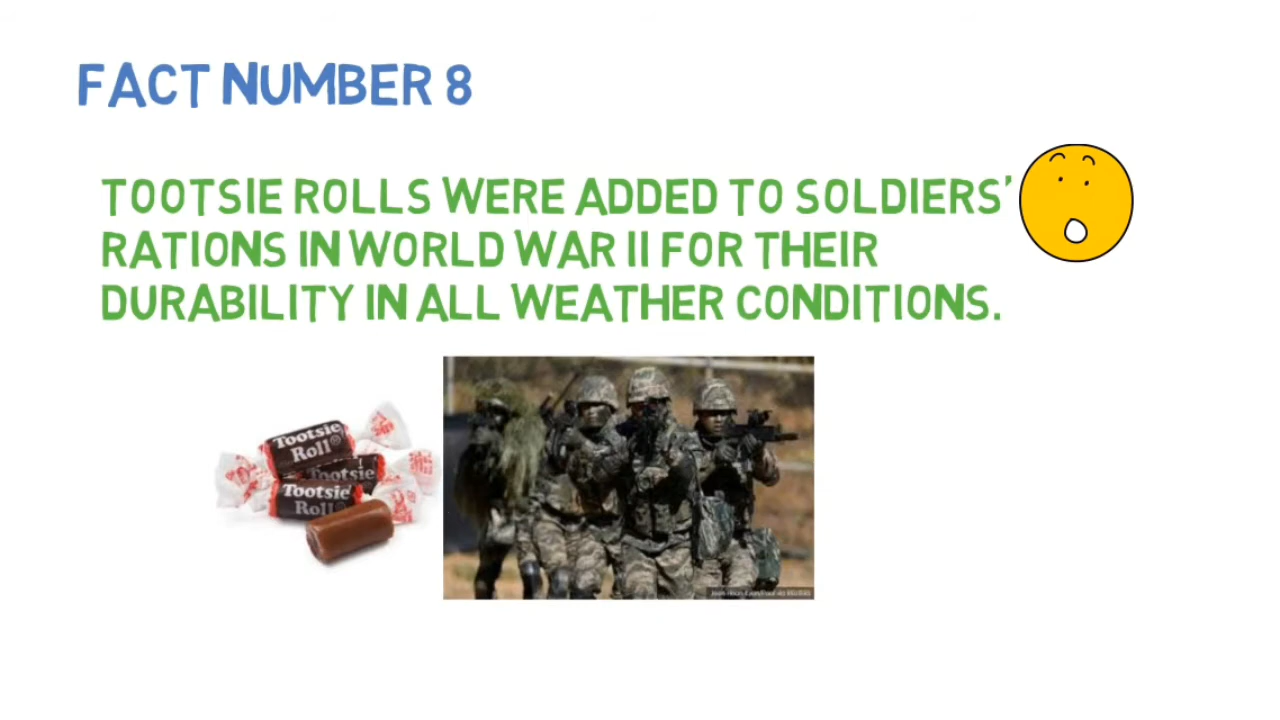 FACT NUMBER 8
TOOTSIE ROLLS WERE ADDED TO SOLDIERS'
RATIONS IN WORLD WAR II FOR THEIR
DURABILITY IN ALL WEATHER CONDITIONS.
Tootsie
Roll
Tootsie
Tootsie
Roll